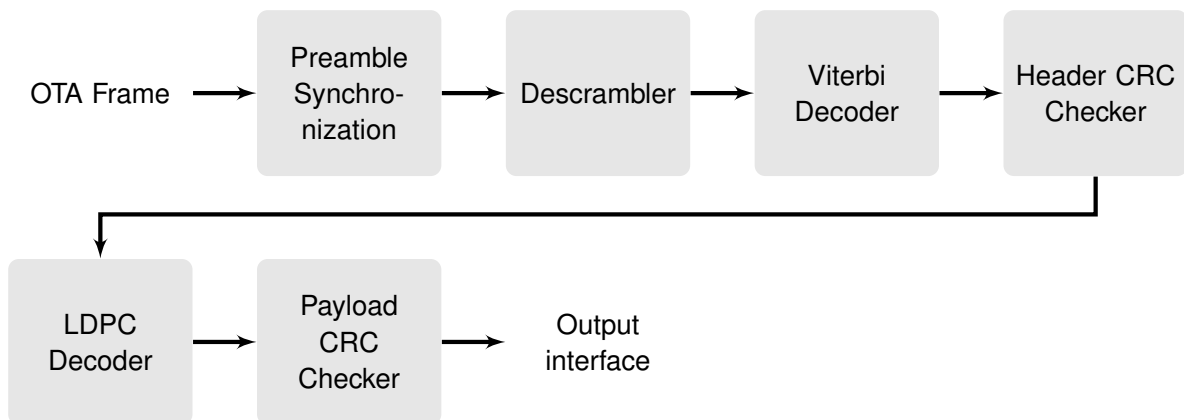 OTA Frame
Preamble
Synchro-
nization
Descrambler
Viterbi
Decoder
Header CRC
Checker
LDPC
Decoder
Payload
CRC
Checker
Output
interface